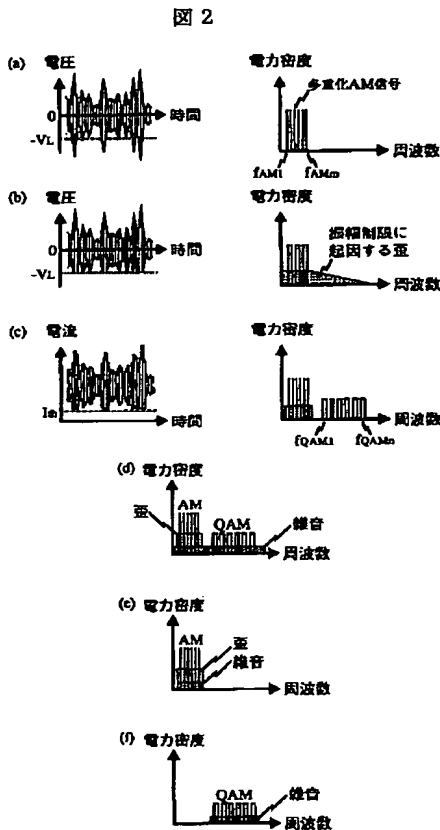 図 2
(a) 電圧
0
-VL
時間
電力密度
多重化AM信号
fAM1
fAMm
周波数
(b) 電圧
0
-VL
時間
電力密度
振幅制限に
起因する歪
周波数
(c) 電流
Ith
時間
電力密度
fQAM1
fQAMn
周波数
(d) 電力密度
歪
AM
QAM
雑音
周波数
(e) 電力密度
AM
歪
雑音
周波数
(f) 電力密度
QAM
雑音
周波数